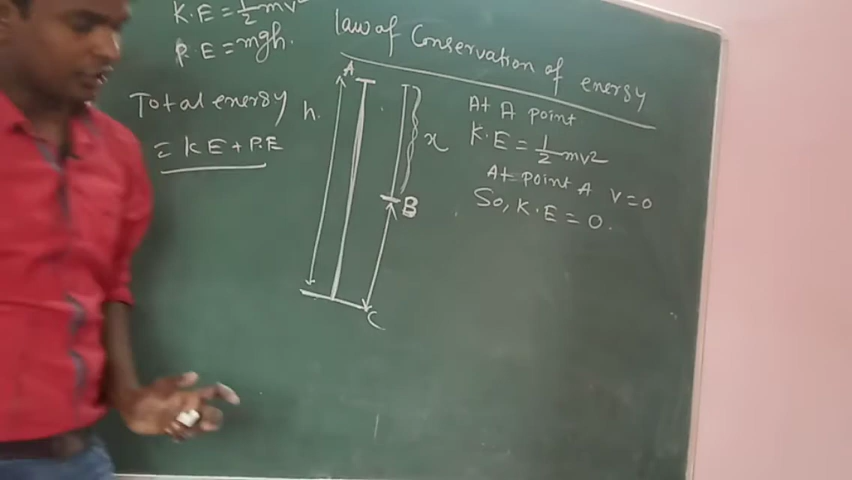 K.E = 1/2 mv²
P.E = mgh.
Law of Conservation of energy
Total energy
= KE + P.E
A
h
x
B
C
At A point
K.E = 1/2 mv²
At point A V = 0
So, K.E = 0.